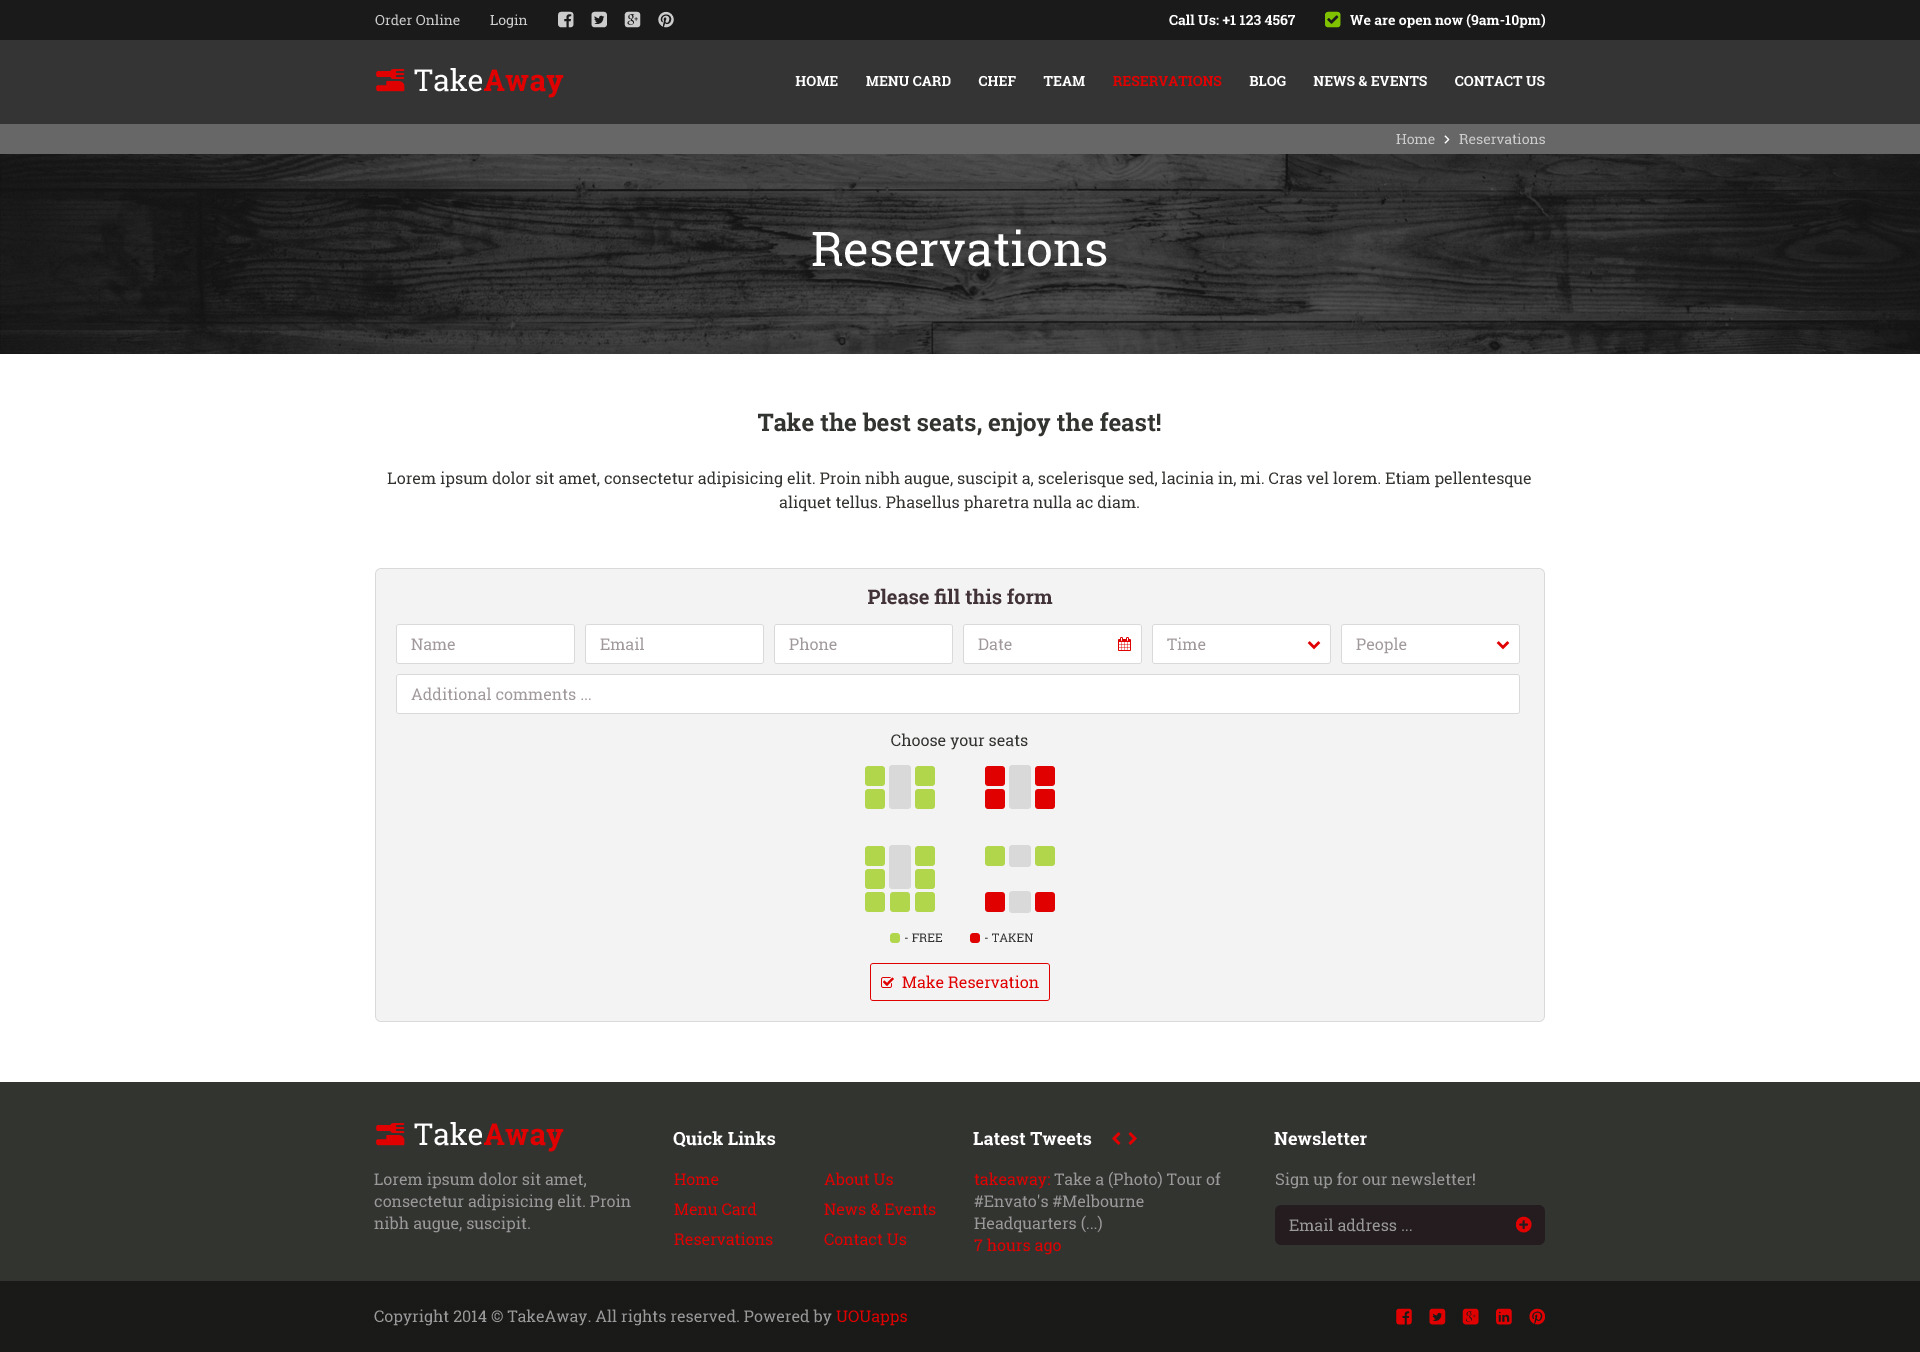 Order Online
Login
Call Us: +1 123 4567
We are open now (9am-10pm)
TakeAway
HOME
MENU CARD
CHEF
TEAM
RESERVATIONS
BLOG
NEWS & EVENTS
CONTACT US
Home > Reservations
Reservations
Take the best seats, enjoy the feast!
Lorem ipsum dolor sit amet, consectetur adipisicing elit. Proin nibh augue, suscipit a, scelerisque sed, lacinia in, mi. Cras vel lorem. Etiam pellentesque
aliquet tellus. Phasellus pharetra nulla ac diam.
Please fill this form
Name
Email
Phone
Date
Time
People
Additional comments ...
Choose your seats
- FREE
- TAKEN
Make Reservation
TakeAway
Lorem ipsum dolor sit amet,
consectetur adipisicing elit. Proin
nibh augue, suscipit.
Quick Links
Home
Menu Card
Reservations
About Us
News & Events
Contact Us
Latest Tweets
takeaway: Take a (Photo) Tour of
#Envato's #Melbourne
Headquarters (...)
7 hours ago
Newsletter
Sign up for our newsletter!
Email address ...
Copyright 2014 © TakeAway. All rights reserved. Powered by UOUapps